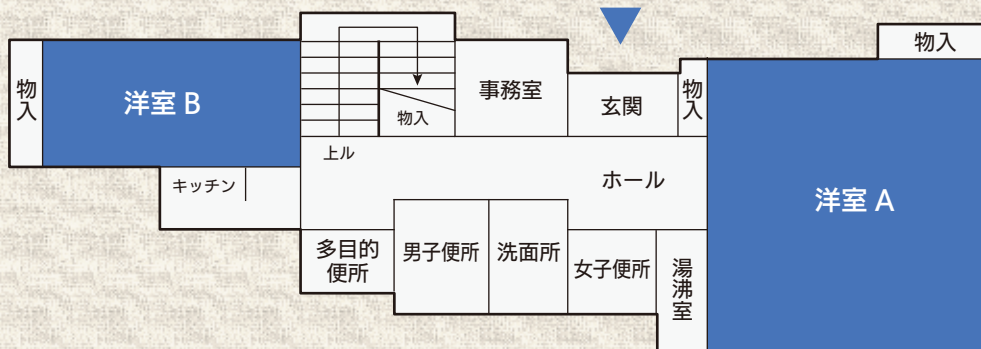 物入
物入
洋室 B
事務室
玄関
物入
物入
上ル
キッチン
ホール
洋室 A
多目的
便所
男子便所
洗面所
女子便所
湯沸室